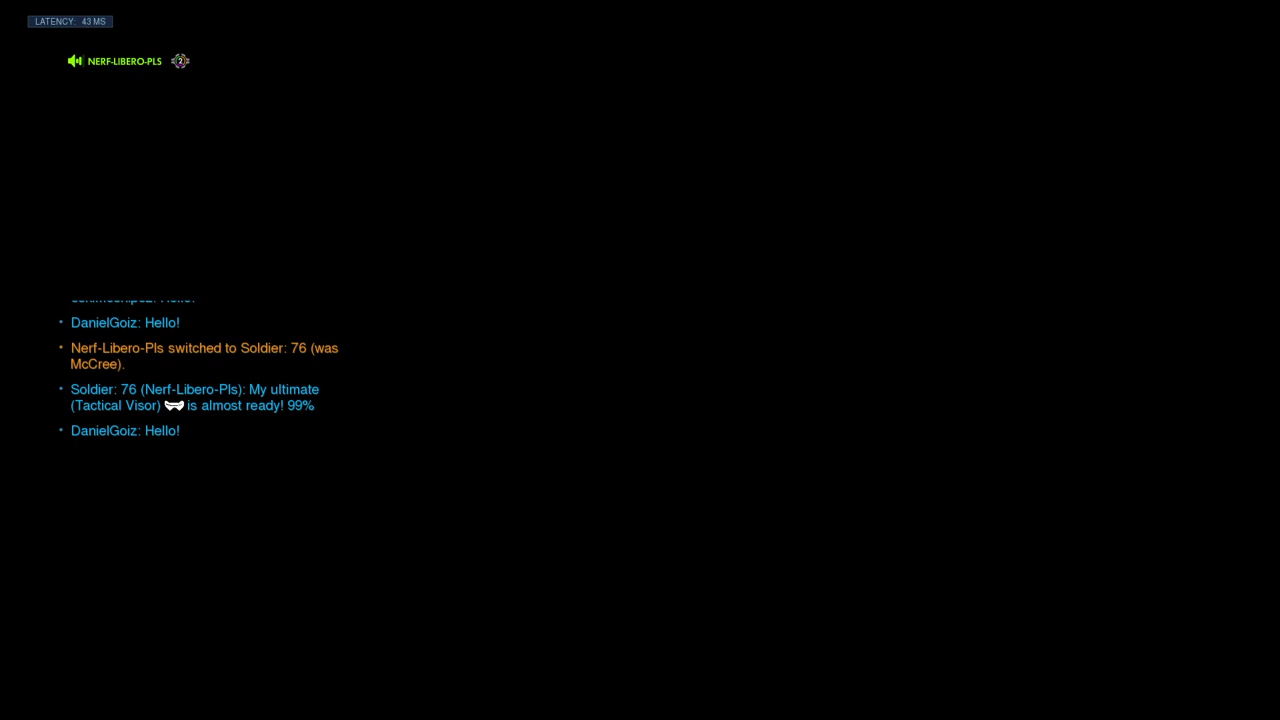 LATENCY: 43 MS
NERF-LIBERO-PLS 2
DanielGoiz: Hello!
Nerf-Libero-Pls switched to Soldier: 76 (was
McCree).
Soldier: 76 (Nerf-Libero-Pls): My ultimate
(Tactical Visor) is almost ready! 99%
DanielGoiz: Hello!